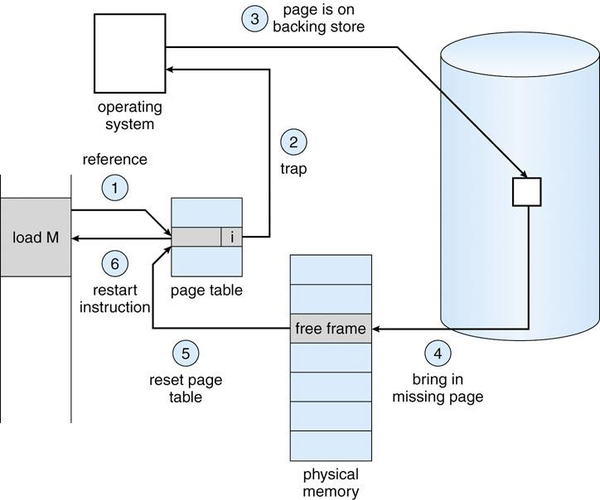 3
page is on
backing store
operating
system
2
trap
reference
1
load M
i
6
restart
instruction
page table
free frame
5
reset page
table
4
bring in
missing page
physical
memory